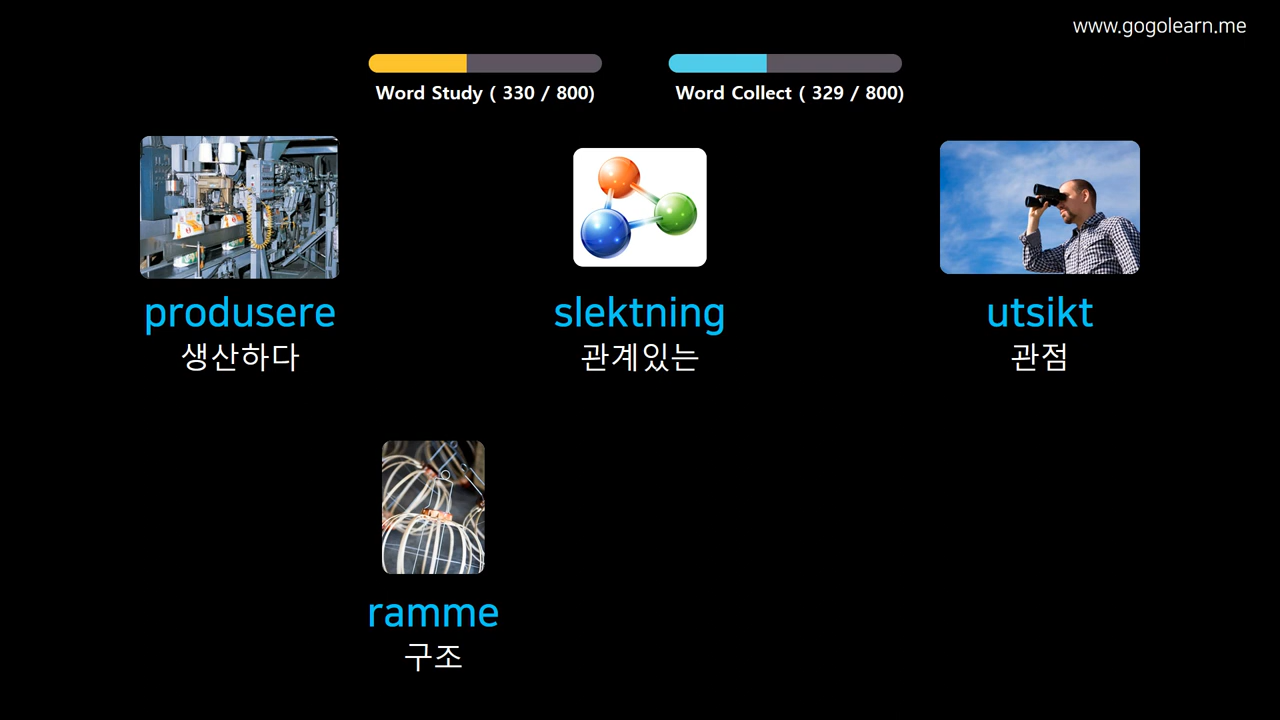 www.gogolearn.me
Word Study ( 330 / 800)
Word Collect ( 329 / 800)
produsere
생산하다
slektning
관계있는
utsikt
관점
ramme
구조